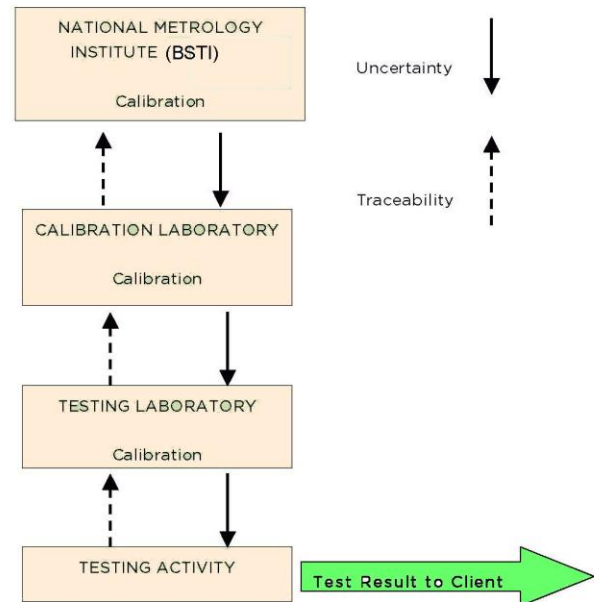 NATIONAL METROLOGY
INSTITUTE (BSTI)
Calibration
Uncertainty
Traceability
CALIBRATION LABORATORY
Calibration
TESTING LABORATORY
Calibration
TESTING ACTIVITY
Test Result to Client